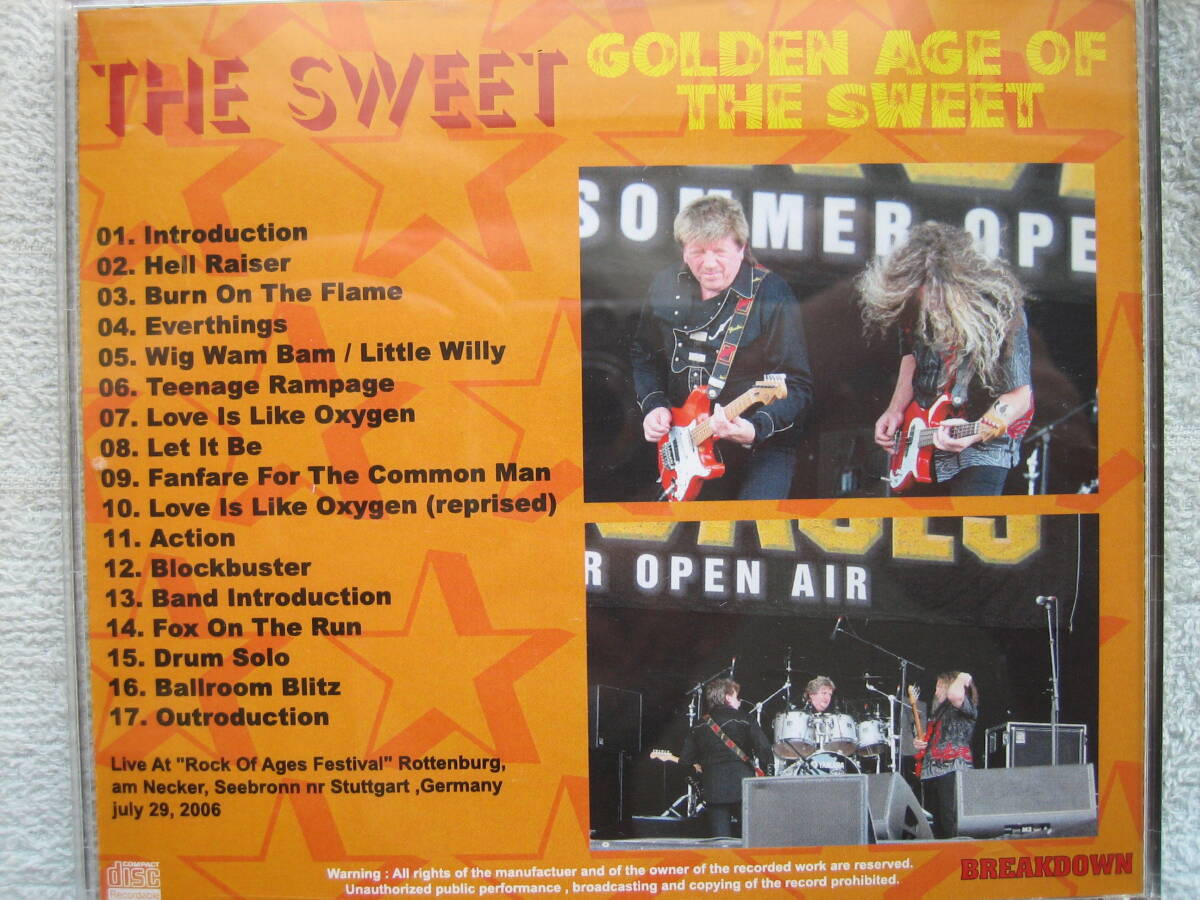 THE SWEET
GOLDEN AGE OF
THE SWEET
01. Introduction
02. Hell Raiser
03. Burn On The Flame
04. Everthings
05. Wig Wam Bam / Little Willy
06. Teenage Rampage
07. Love Is Like Oxygen
08. Let It Be
09. Fanfare For The Common Man
10. Love Is Like Oxygen (reprised)
11. Action
12. Blockbuster
13. Band Introduction
14. Fox On The Run
15. Drum Solo
16. Ballroom Blitz
17. Outroduction
Live At "Rock Of Ages Festival" Rottenburg,
am Necker, Seebronn nr Stuttgart ,Germany
july 29, 2006
SOMMER OPE
AGES
R OPEN AIR
COMPACT
disc
Recordable
Warning : All rights of the manufactuer and of the owner of the recorded work are reserved.
Unauthorized public performance , broadcasting and copying of the record prohibited.
BREAKDOWN